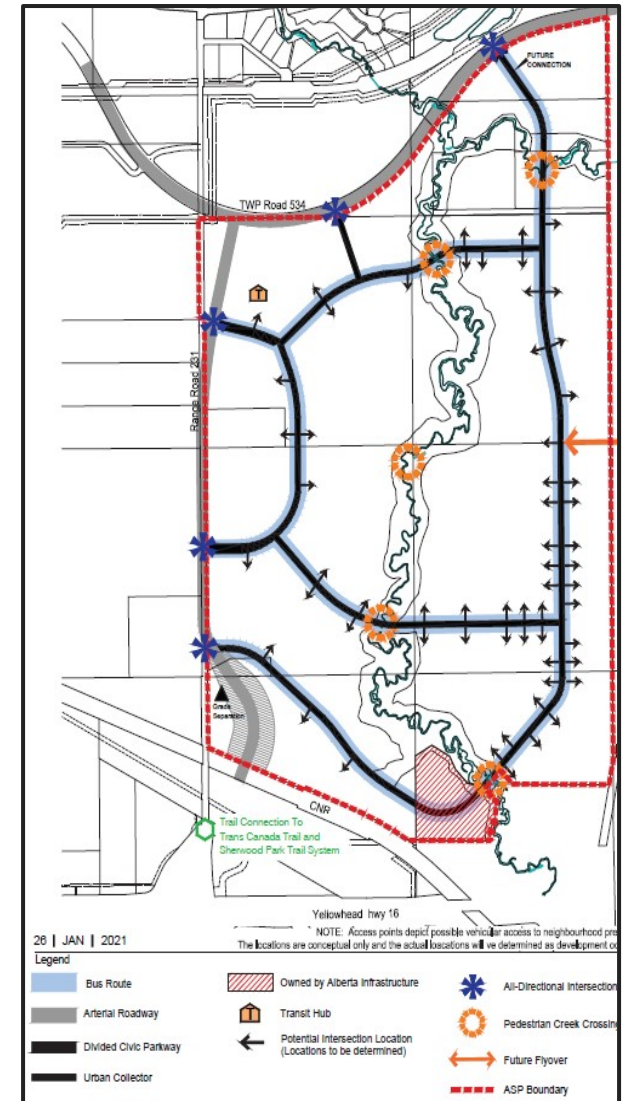 FUTURE
CONNECTION
TWP Road 534
T
Range Road 231
Grade
Separation
CNR
Trail Connection To
Trans Canada Trail and
Sherwood Park Trail System
Yellowhead hwy 16
26 | JAN | 2021
NOTE: Access points depict possible vehicular access to neighbourhood pre
The locations are conceptual only and the actual loscations will ve determined as development oc
Legend
Bus Route
Arterial Roadway
Divided Civic Parkway
Urban Collector
Owned by Alberta Infrastructure
T
Transit Hub
Potential Intersection Location
(Locations to be determined)
All-Directional Intersection
Pedestrian Creek Crossing
Future Flyover
ASP Boundary